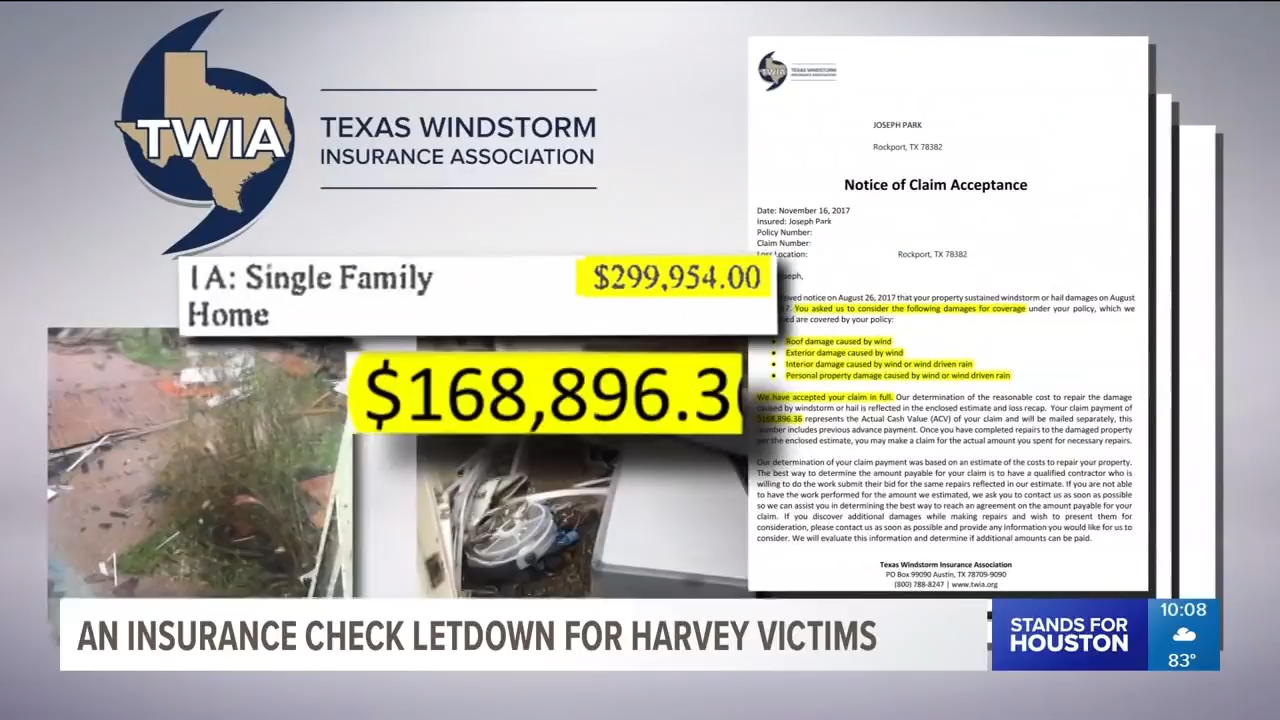 TWIA
TEXAS WINDSTORM
INSURANCE ASSOCIATION
1A: Single Family $299,954.00
Home
$168,896.3
TWIA
TEXAS WINDSTORM
INSURANCE ASSOCIATION
JOSEPH PARK
Rockport, TX 78382
Notice of Claim Acceptance
Date: November 16, 2017
Insured: Joseph Park
Policy Number:
Claim Number:
Location: Rockport, TX 78382
seph,
notice on August 26, 2017 that your property sustained windstorm or hail damages on August
7. You asked us to consider the following damages for coverage under your policy, which we
are covered by your policy:
• Roof damage caused by wind
• Exterior damage caused by wind
• Interior damage caused by wind or wind driven rain
• Personal property damage caused by wind or wind driven rain
We have accepted your claim in full. Our determination of the reasonable cost to repair the damage
caused by windstorm or hail is reflected in the enclosed estimate and loss recap. Your claim payment of
$168,896.36 represents the Actual Cash Value (ACV) of your claim and will be mailed separately, this
number includes previous advance payment. Once you have completed repairs to the damaged property
per the enclosed estimate, you may make a claim for the actual amount you spent for necessary repairs.
Our determination of your claim payment was based on an estimate of the costs to repair your property.
The best way to determine the amount payable for your claim is to have a qualified contractor who is
willing to do the work submit their bid for the same repairs reflected in our estimate. If you are not able
to have the work performed for the amount we estimated, we ask you to contact us as soon as possible
so we can assist you in determining the best way to reach an agreement on the amount payable for your
claim. If you discover additional damages while making repairs and wish to present them for
consideration, please contact us as soon as possible and provide any information you would like for us to
consider. We will evaluate this information and determine if additional amounts can be paid.
Texas Windstorm Insurance Association
PO Box 99090 Austin, TX 78709-9090
(800) 788-8247 | www.twia.org
AN INSURANCE CHECK LETDOWN FOR HARVEY VICTIMS
STANDS FOR
HOUSTON
10:08
83°